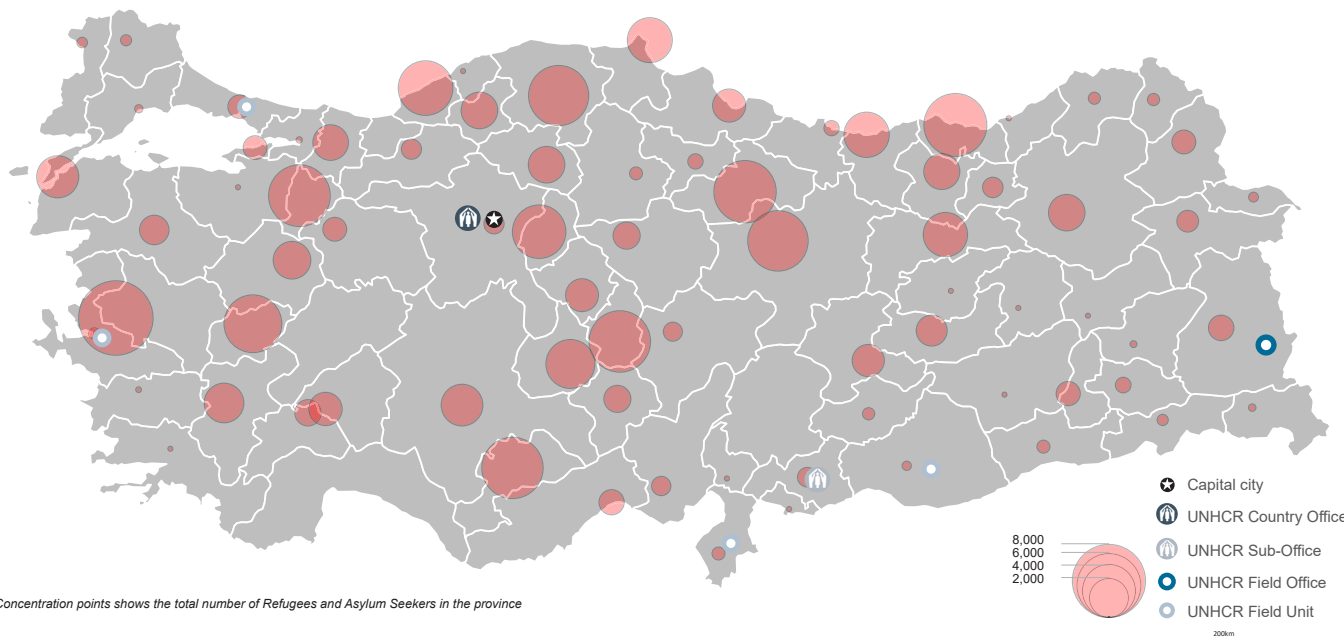 Capital city
UNHCR Country Office
UNHCR Sub-Office
UNHCR Field Office
UNHCR Field Unit
8,000
6,000
4,000
2,000
Concentration points shows the total number of Refugees and Asylum Seekers in the province
200km